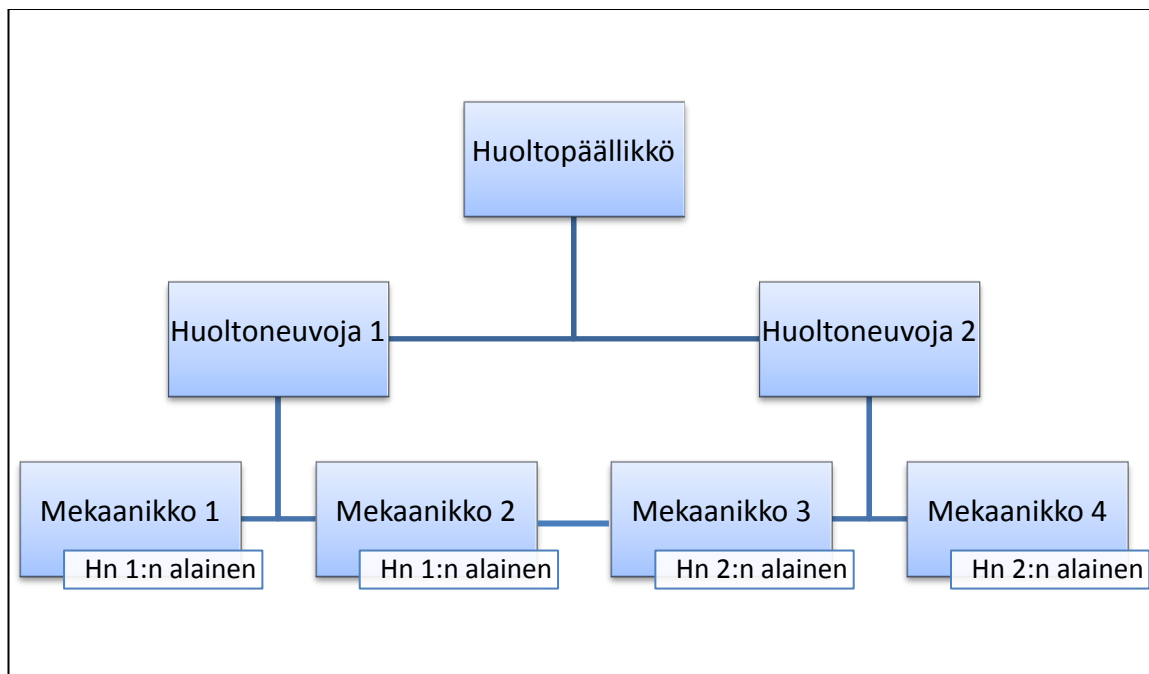 Huoltopäällikkö
Huoltoneuvoja 1
Huoltoneuvoja 2
Mekaanikko 1
Hn 1:n alainen
Mekaanikko 2
Hn 1:n alainen
Mekaanikko 3
Hn 2:n alainen
Mekaanikko 4
Hn 2:n alainen